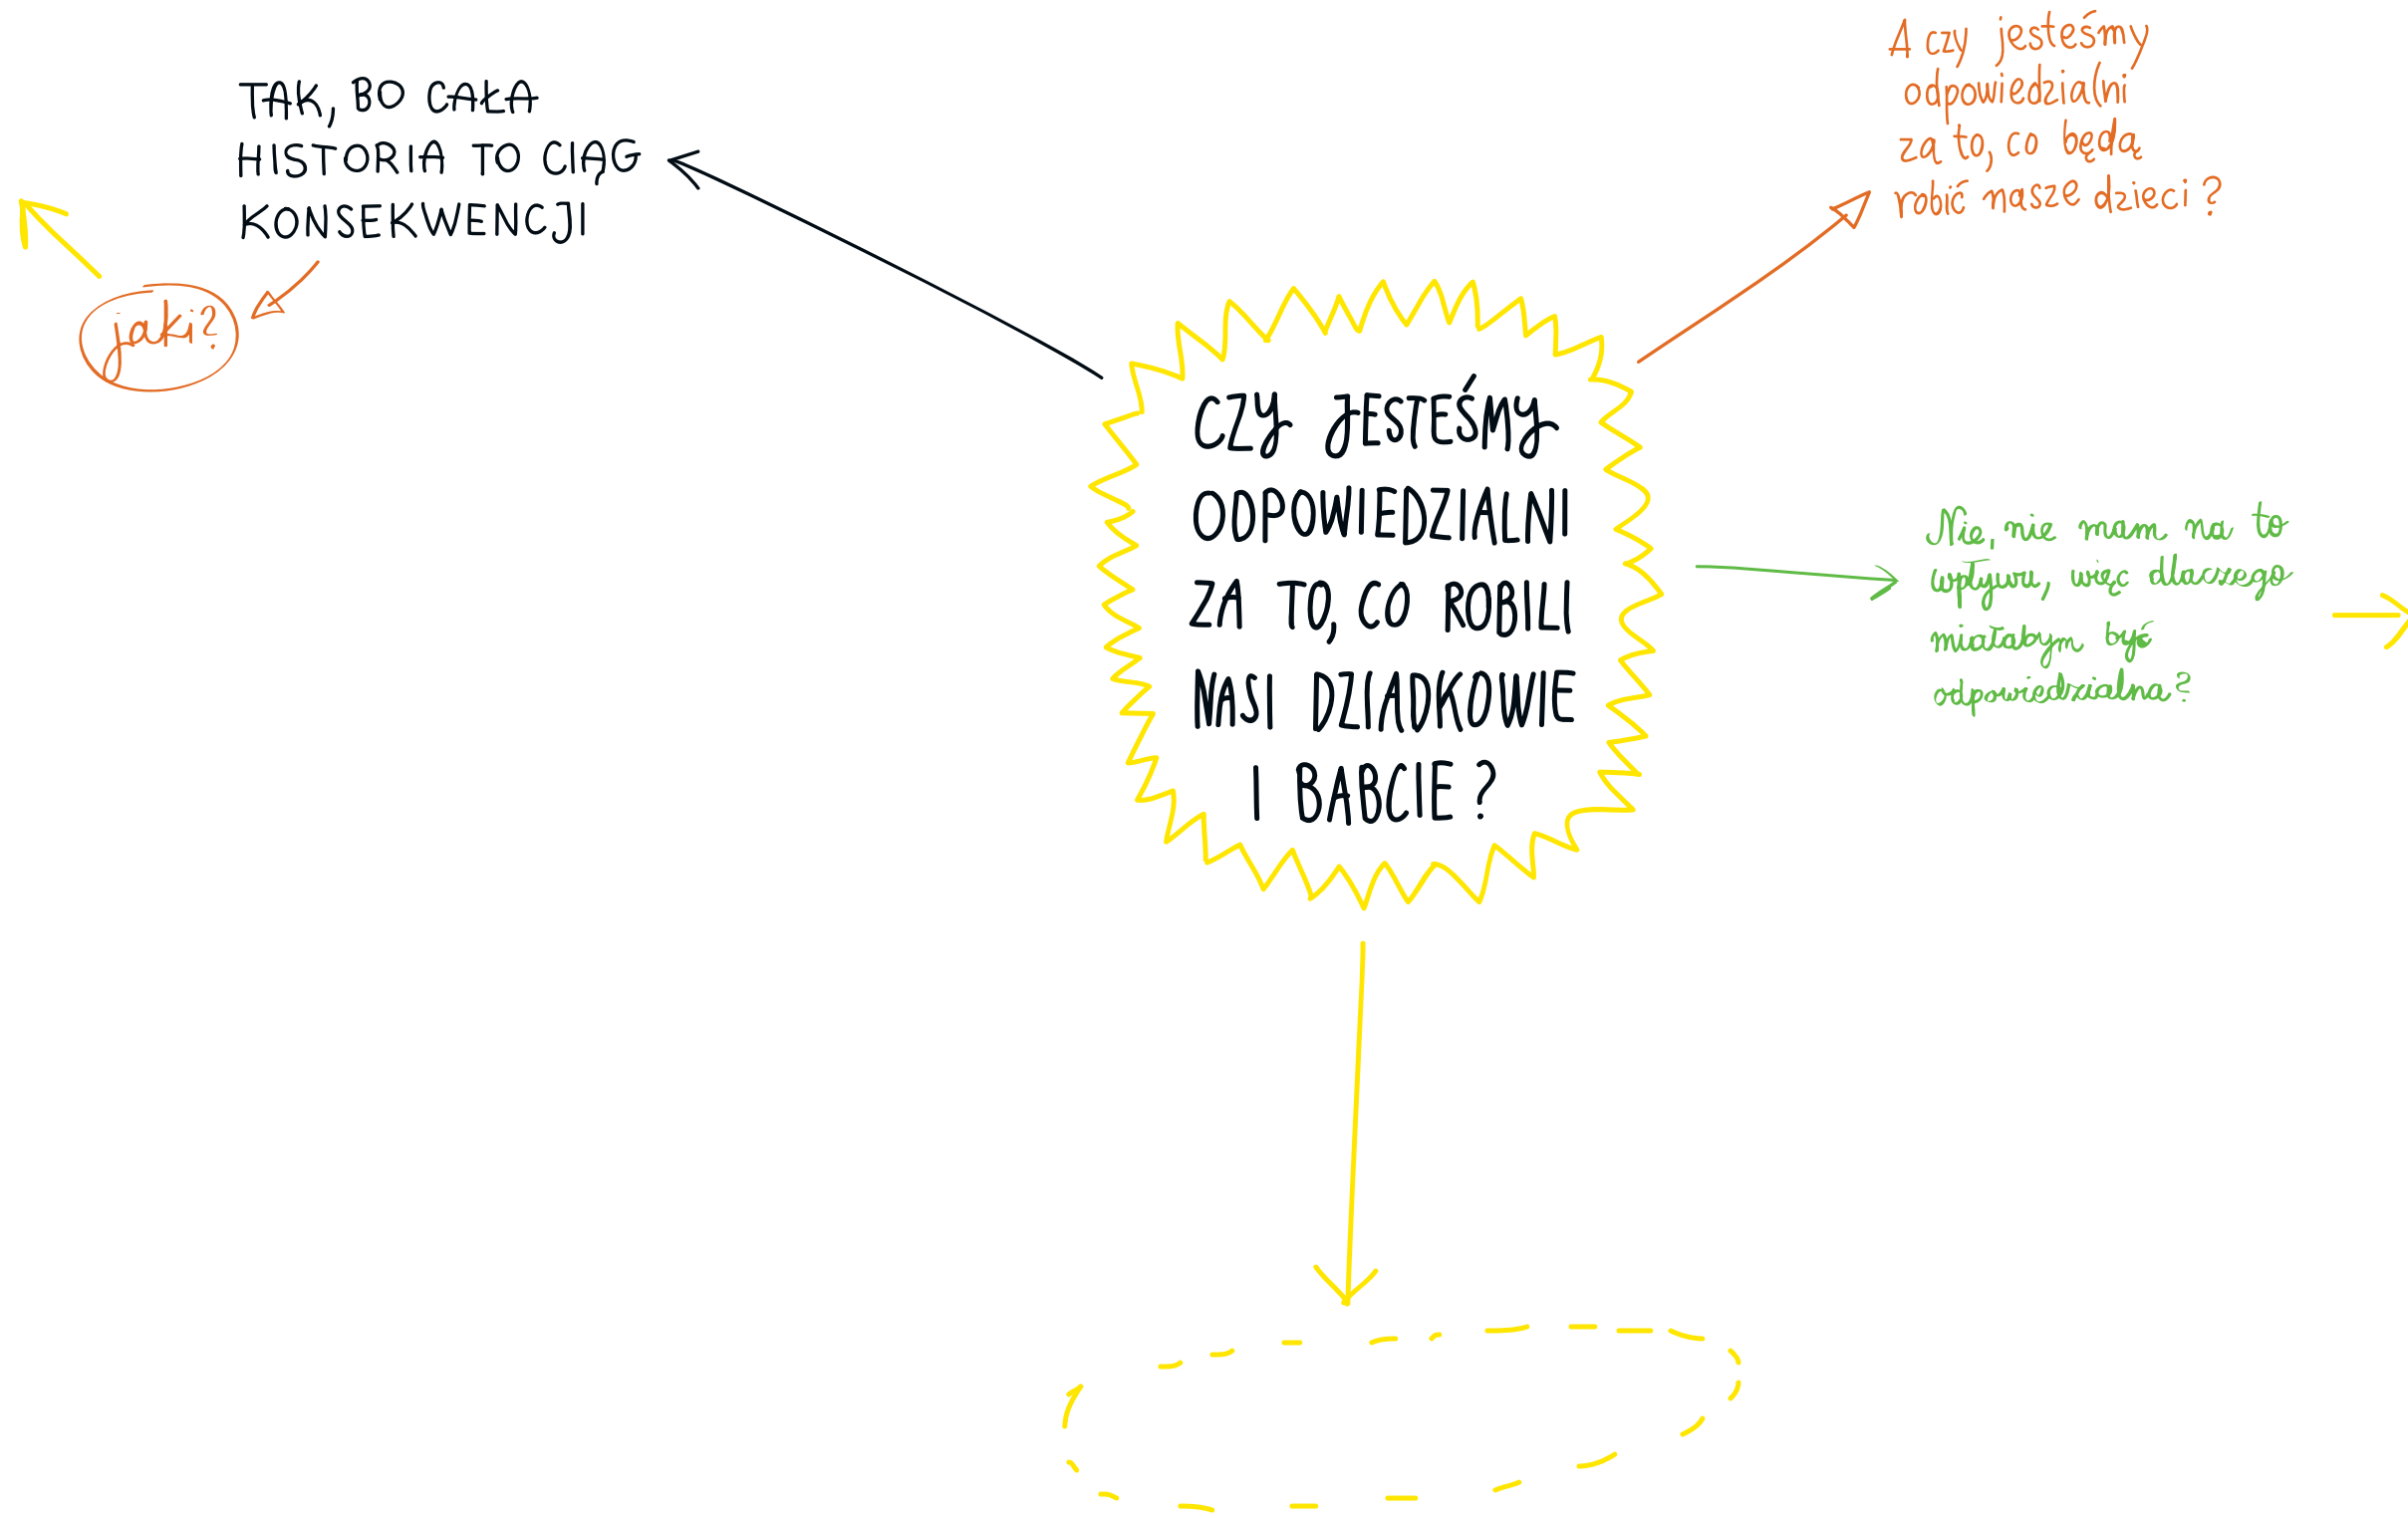 TAK, BO CAŁA
HISTORIA TO CIĄG
KONSEKWENCJI
jaki?
A czy jesteśmy
odpowiedzialni
za to, co będą
robić nasze dzieci?
CZY JESTEŚMY
ODPOWIEDZIALNI
ZA TO, CO ROBILI
NASI DZIADKOWIE
I BABCIE?
Nie, nie mam na to
wpływu, więc dlaczego
miałabym być
odpowiedzialna?